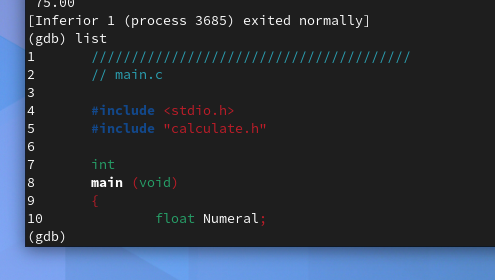 75.00
[Inferior 1 (process 3685) exited normally]
(gdb) list
1 ////////////////////////////////////////
2 // main.c
3
4 #include <stdio.h>
5 #include "calculate.h"
6
7 int
8 main (void)
9 {
10 float Numeral;
(gdb)